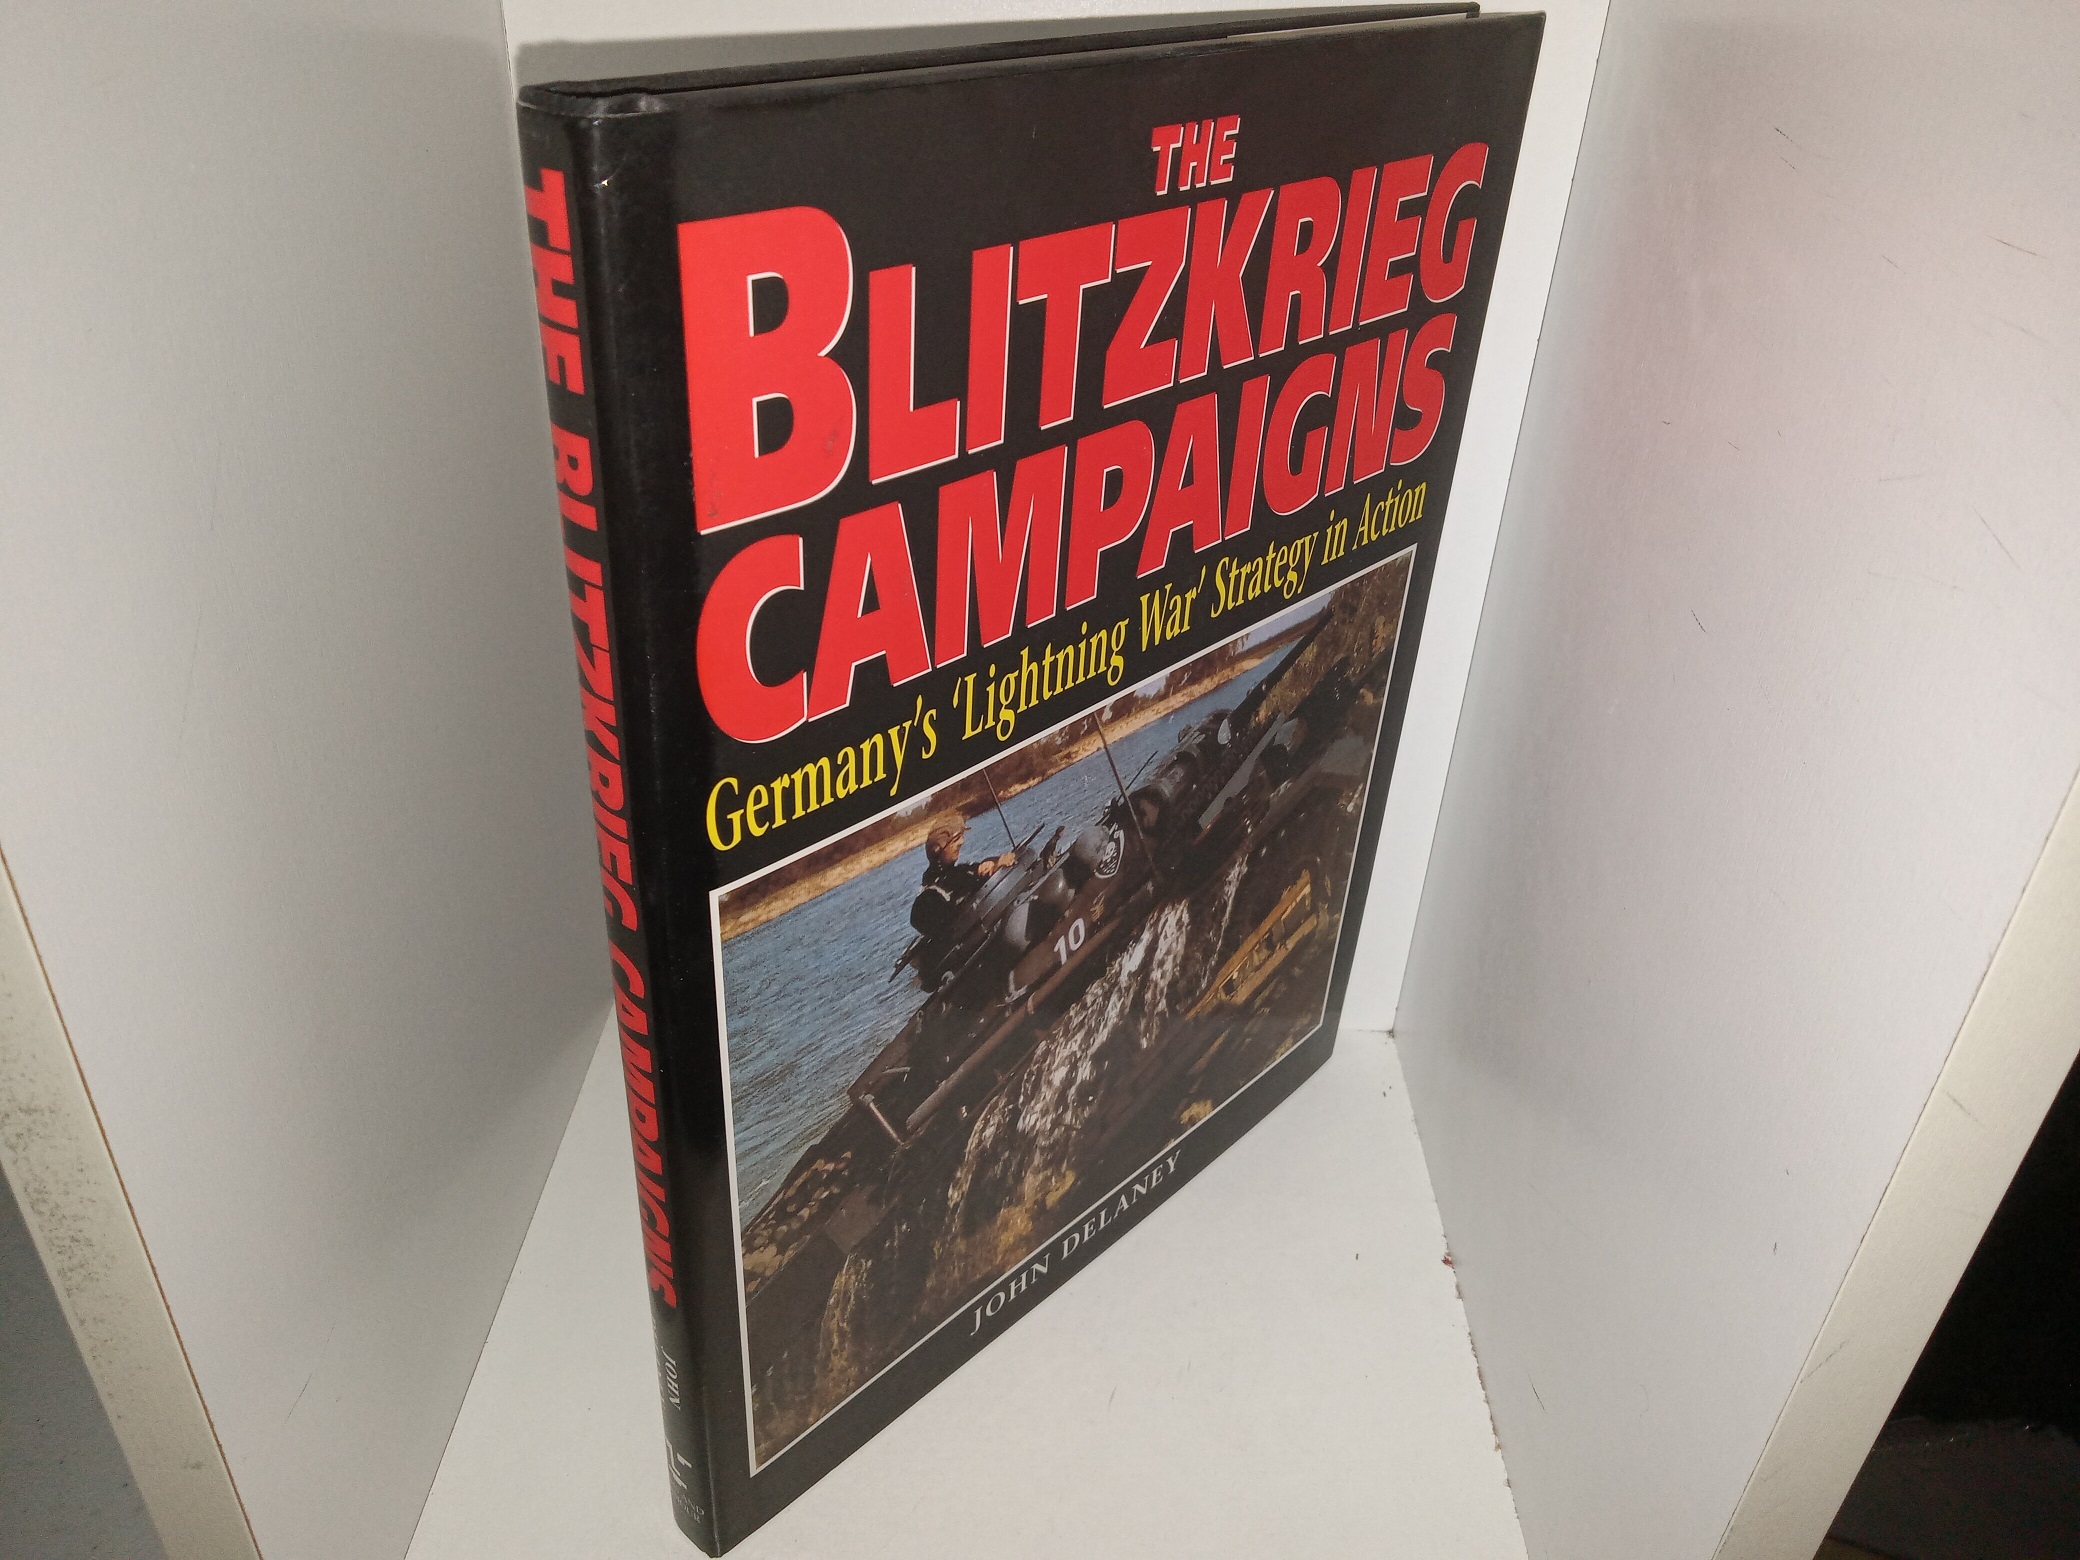 THE
BLITZKRIEG
CAMPAIGNS
Germany's 'Lightning War' Strategy in Action
10
JOHN DELANEY
THE BLITZKRIEG CAMPAIGNS
JOHN